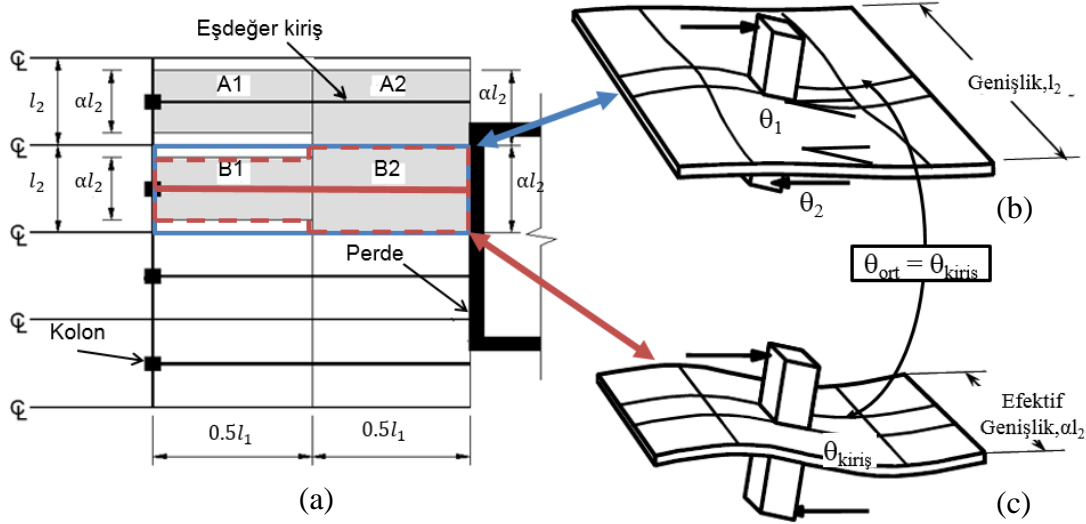 Eşdeğer kiriş
℄
A1
A2
l₂
αl₂
αl₂
℄
B1
B2
l₂
αl₂
αl₂
℄
Perde
℄
Kolon
℄
0.5l₁
0.5l₁
(a)
Genişlik,l₂
θ₁
θ₂
(b)
θort = θkiriş
Efektif
Genişlik,αl₂
θkiriş
(c)